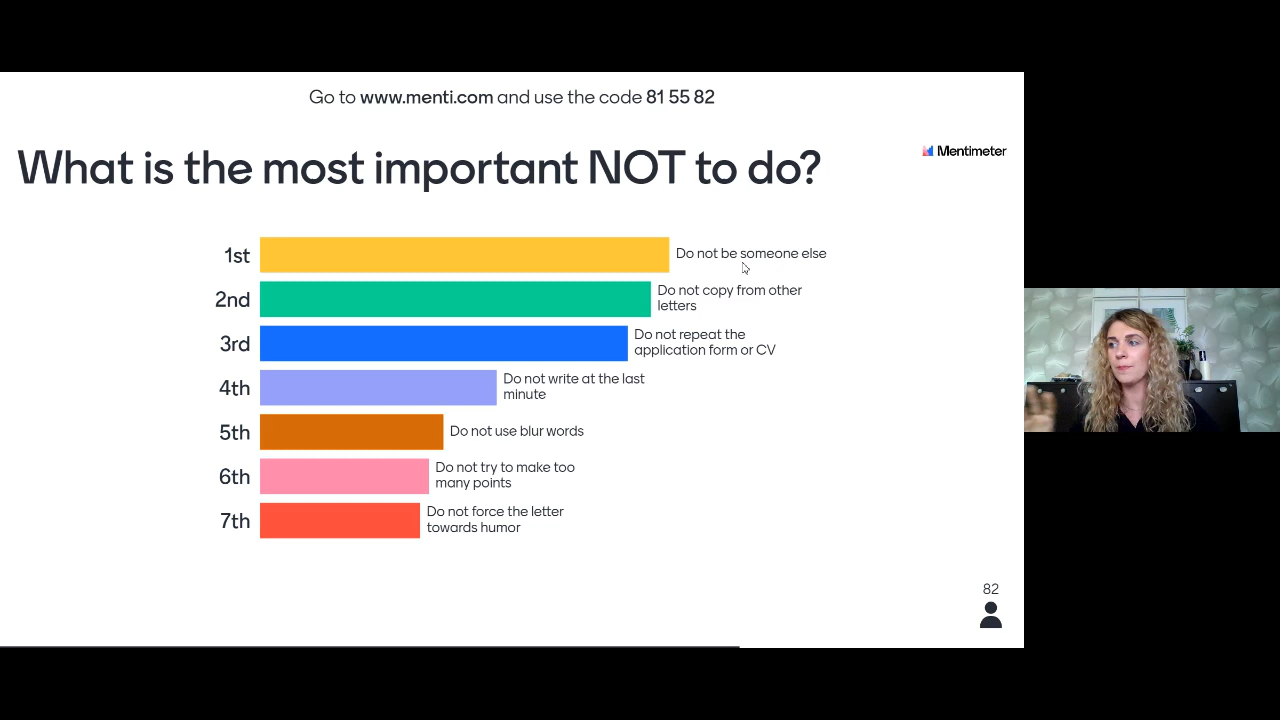 Go to www.menti.com and use the code 81 55 82
What is the most important NOT to do?
Mentimeter
1st
Do not be someone else
2nd
Do not copy from other
letters
3rd
Do not repeat the
application form or CV
4th
Do not write at the last
minute
5th
Do not use blur words
6th
Do not try to make too
many points
7th
Do not force the letter
towards humor
82